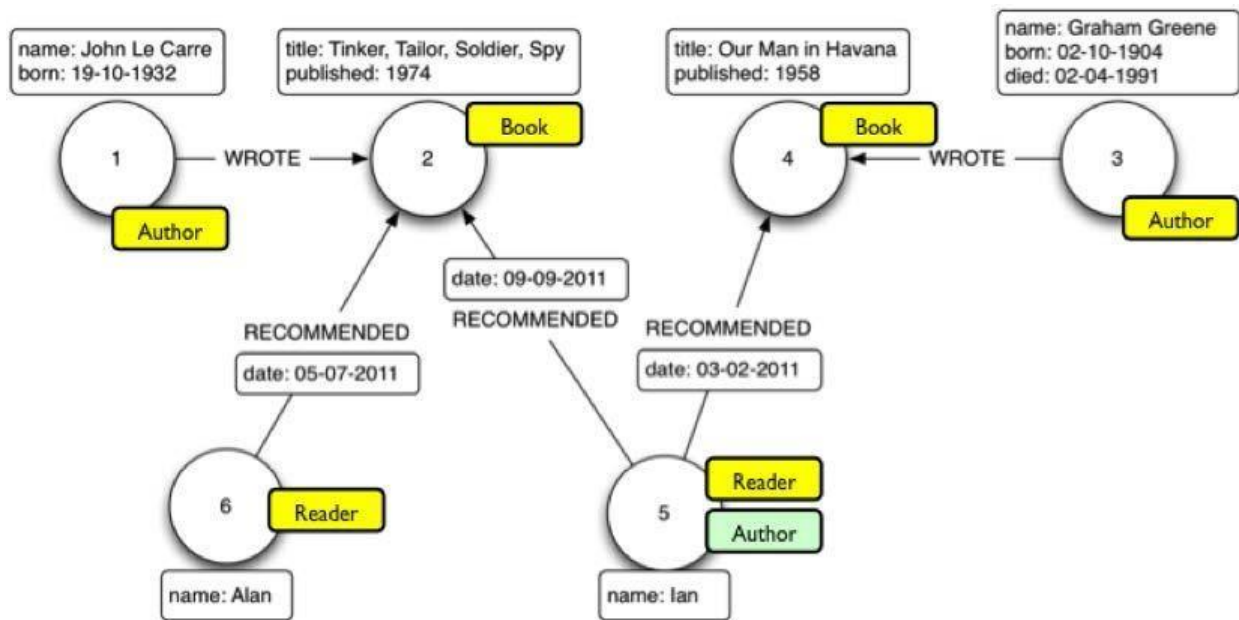 name: John Le Carre
born: 19-10-1932
title: Tinker, Tailor, Soldier, Spy
published: 1974
title: Our Man in Havana
published: 1958
name: Graham Greene
born: 02-10-1904
died: 02-04-1991
1
WROTE
2
Book
4
Book
WROTE
3
Author
Author
date: 09-09-2011
RECOMMENDED
RECOMMENDED
date: 05-07-2011
RECOMMENDED
date: 03-02-2011
6
Reader
5
Reader
Author
name: Alan
name: Ian